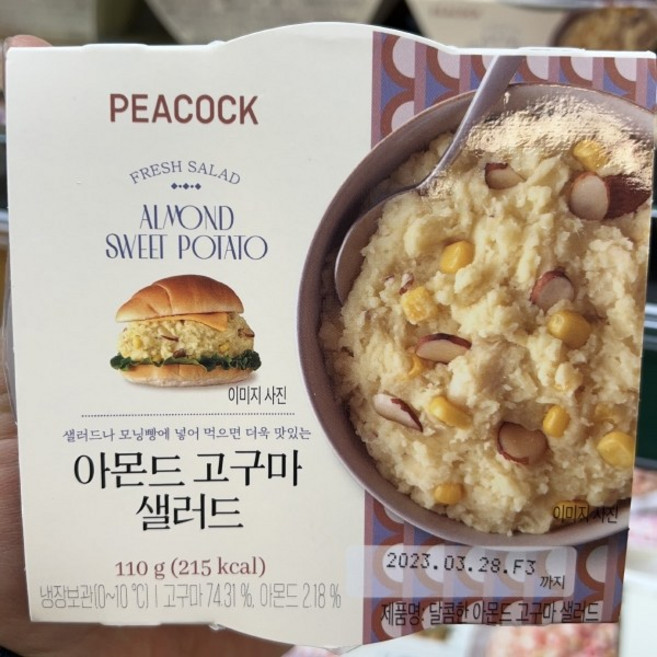 PEACOCK
FRESH SALAD
ALMOND
SWEET POTATO
이미지 사진
샐러드나 모닝빵에 넣어 먹으면 더욱 맛있는
아몬드 고구마
샐러드
110 g (215 kcal)
냉장보관(0~10 ℃) I 고구마 74.31 %, 아몬드 2.18 %
이미지 사진
2023.03.28.F3
까지
제품명: 달콤한 아몬드 고구마 샐러드